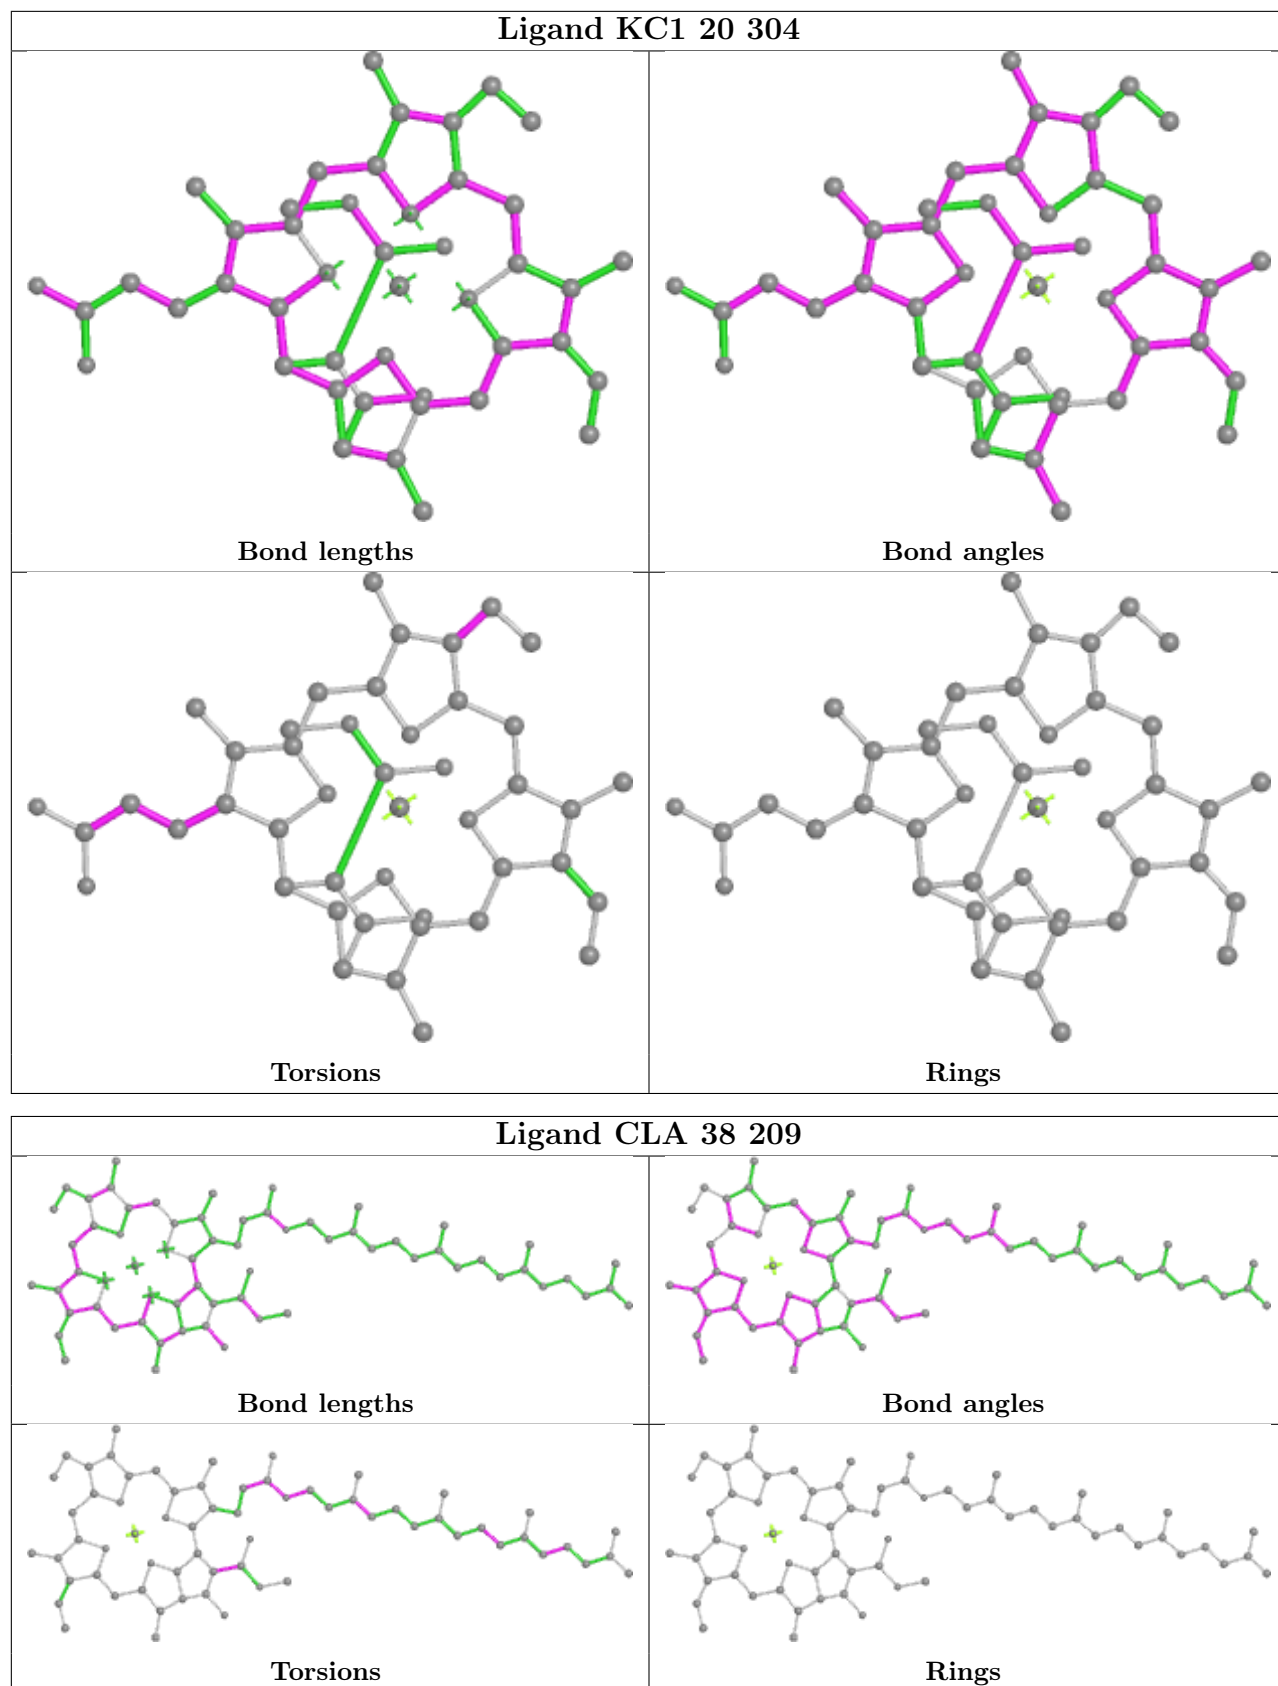 Ligand KC1 20 304
Bond lengths
Bond angles
Torsions
Rings
Ligand CLA 38 209
Bond lengths
Bond angles
Torsions
Rings